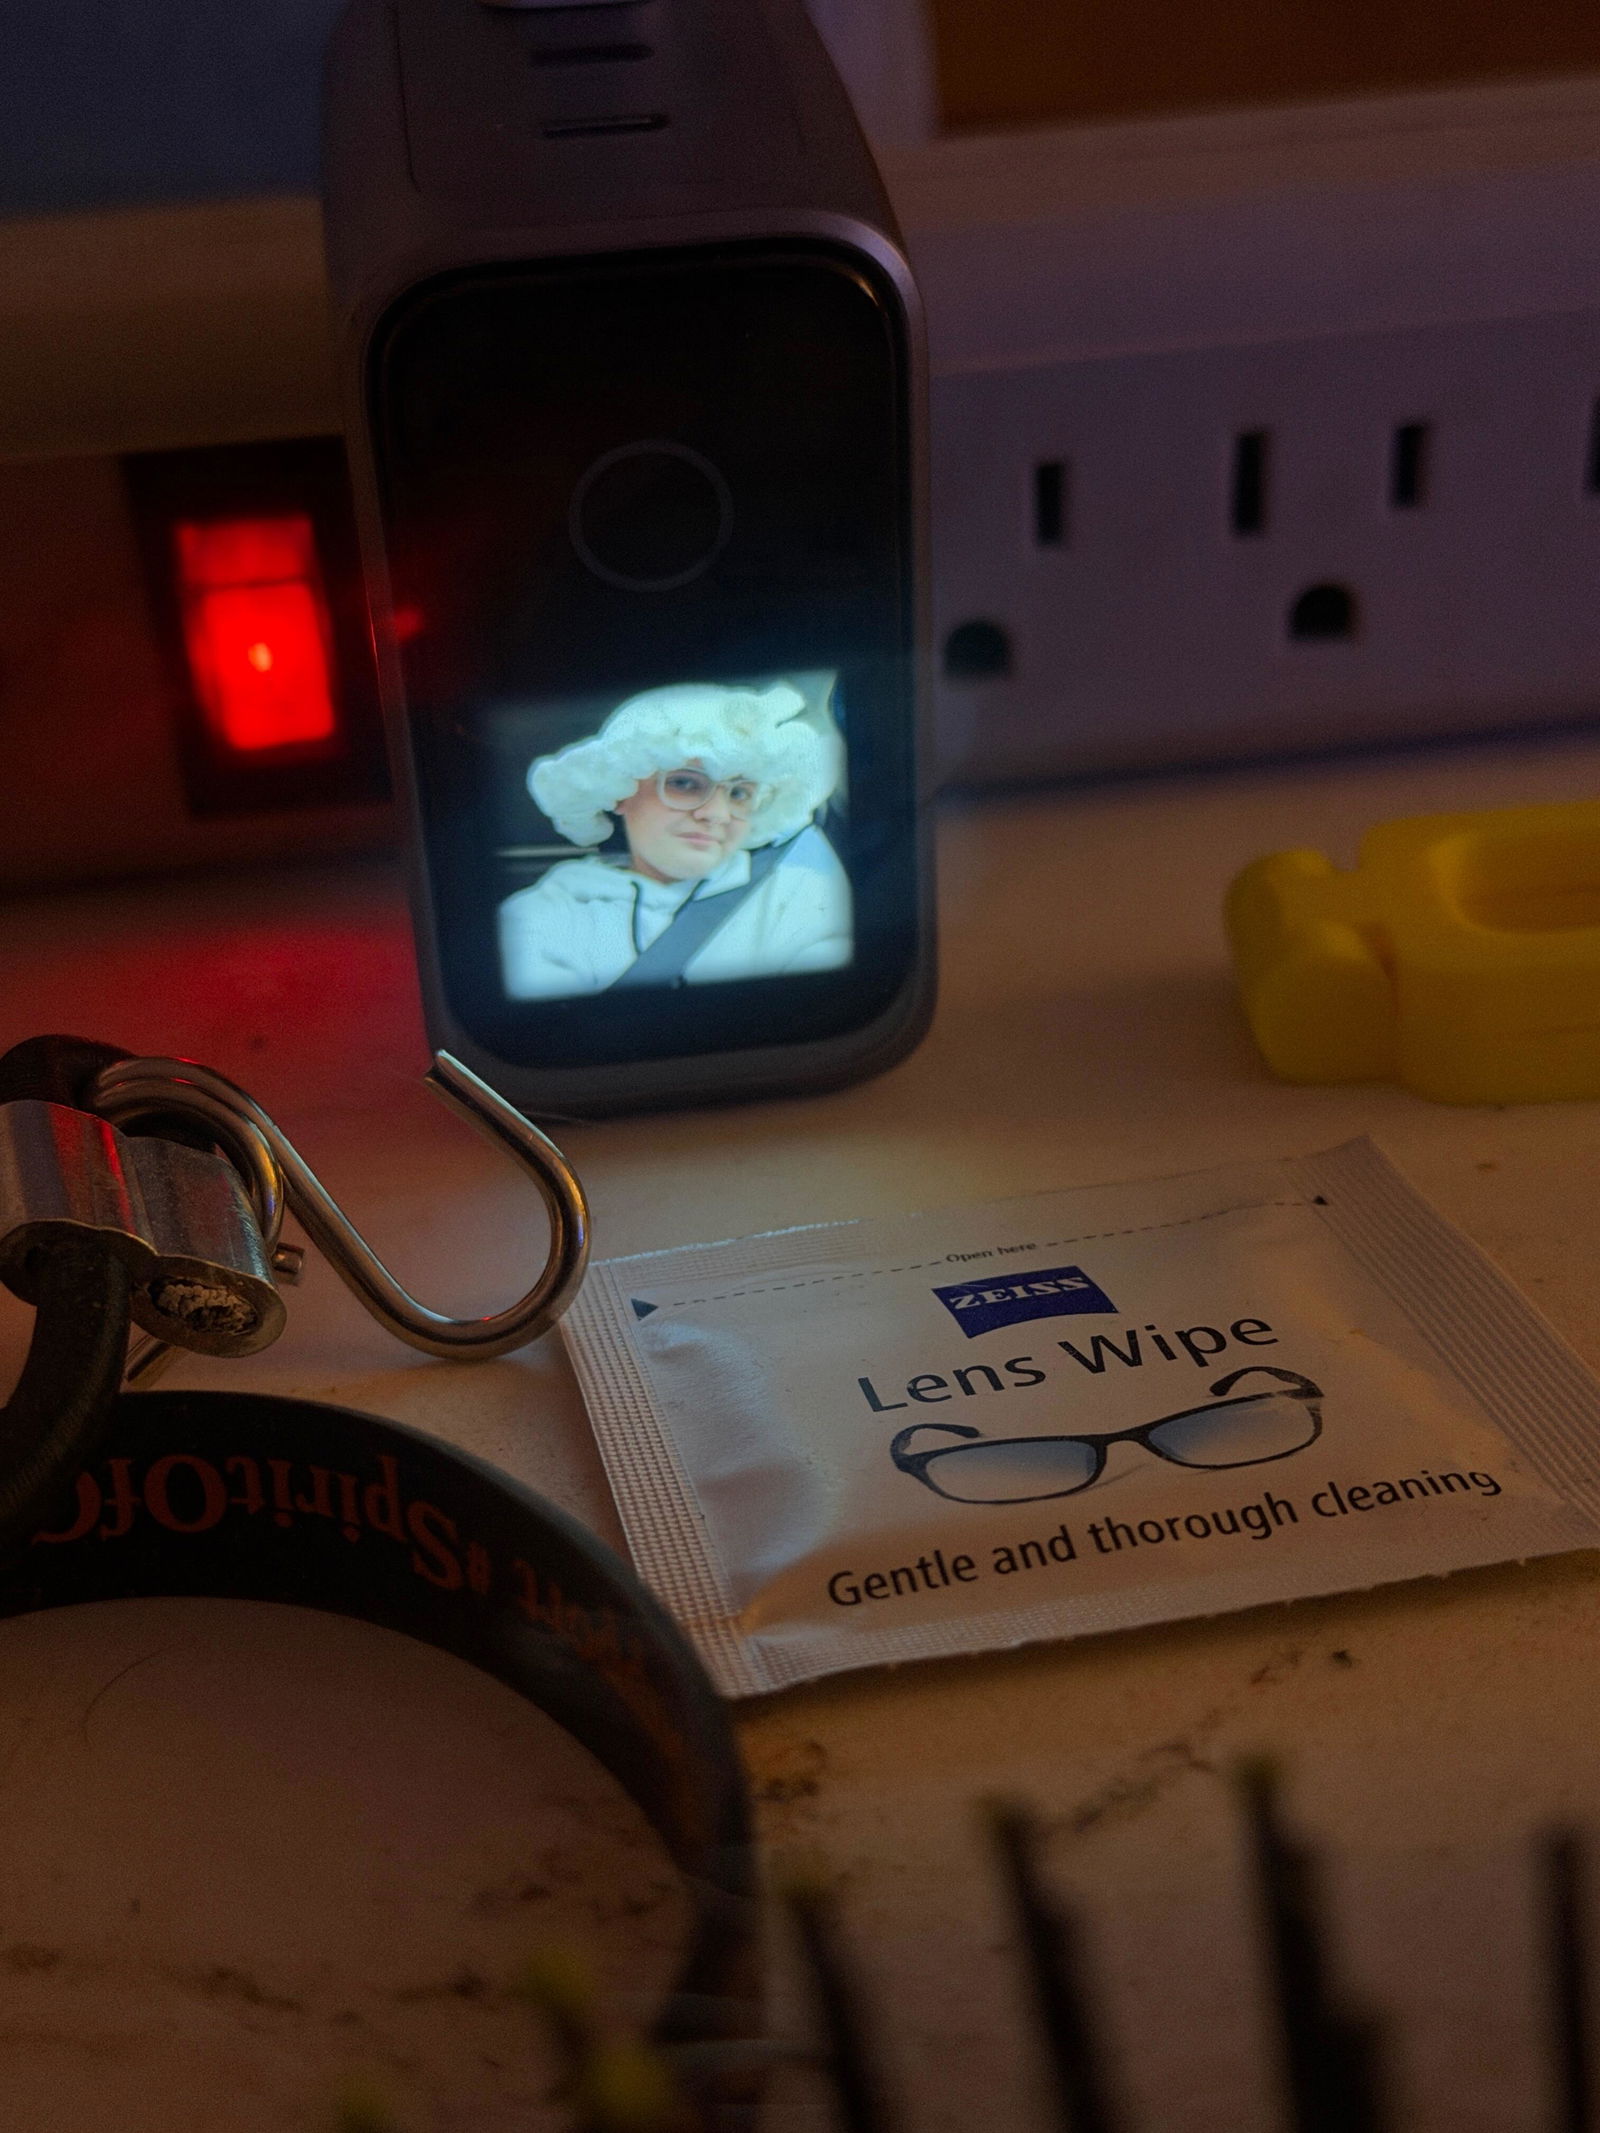 Open here
ZEISS
Lens Wipe
Gentle and thorough cleaning
#SpiritOf